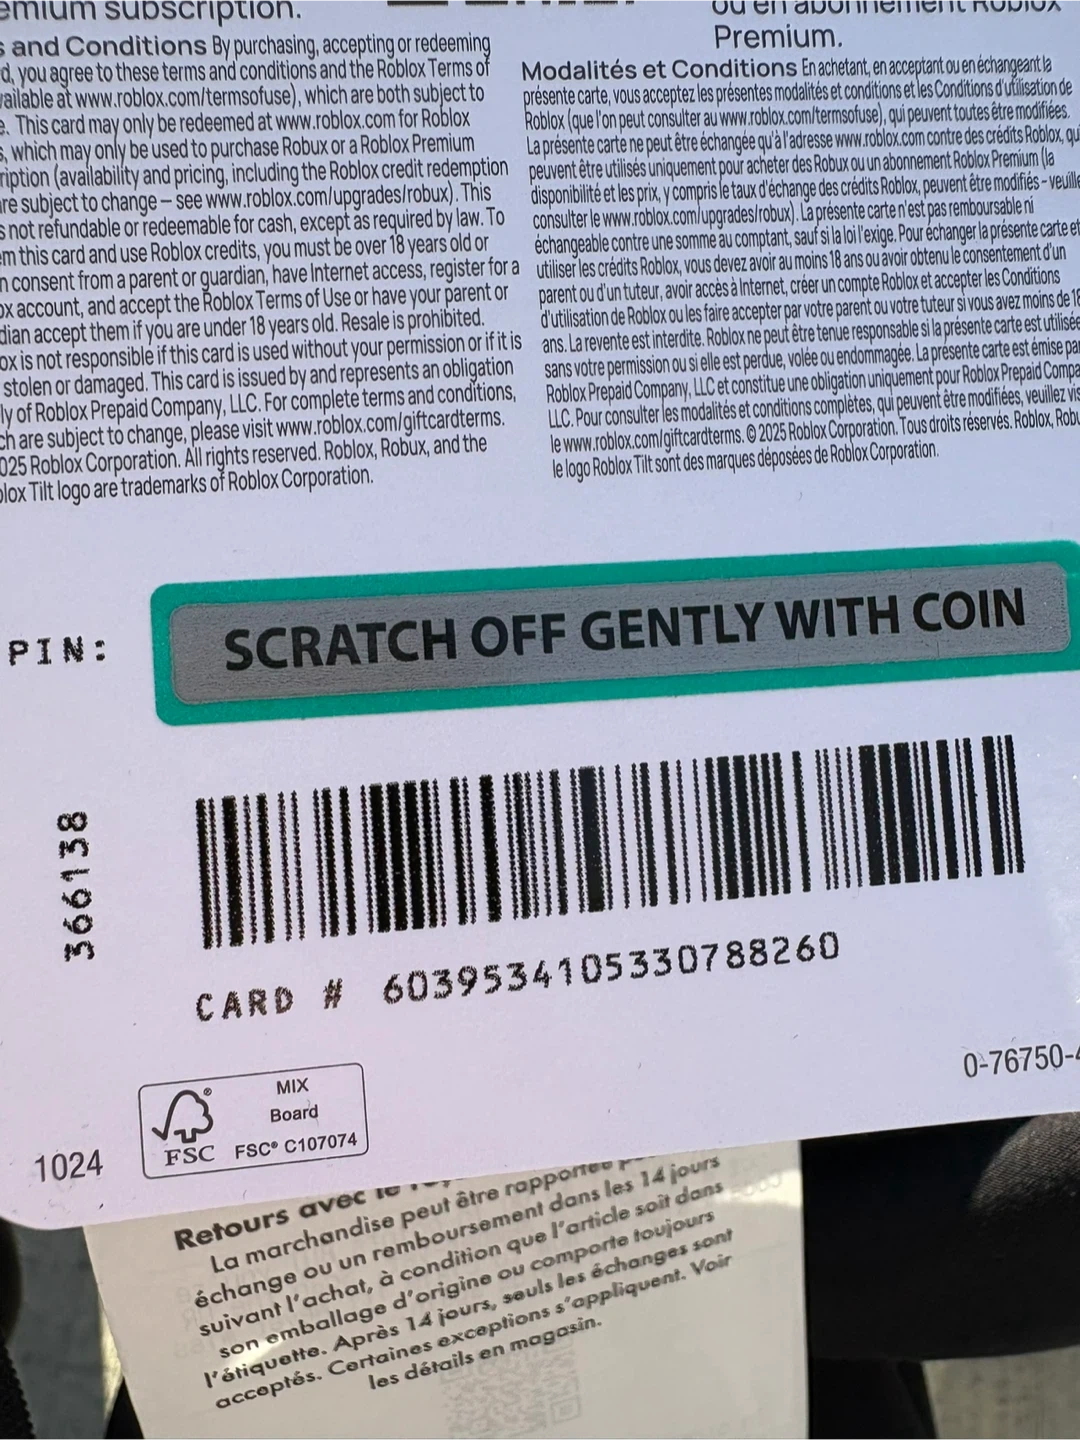 emium subscription.
s and Conditions By purchasing, accepting or redeeming
d, you agree to these terms and conditions and the Roblox Terms of
vailable at www.roblox.com/termsofuse), which are both subject to
e. This card may only be redeemed at www.roblox.com for Roblox
s, which may only be used to purchase Robux or a Roblox Premium
ription (availability and pricing, including the Roblox credit redemption
are subject to change – see www.roblox.com/upgrades/robux). This
s not refundable or redeemable for cash, except as required by law. To
em this card and use Roblox credits, you must be over 18 years old or
n consent from a parent or guardian, have Internet access, register for a
ox account, and accept the Roblox Terms of Use or have your parent or
dian accept them if you are under 18 years old. Resale is prohibited.
ox is not responsible if this card is used without your permission or if it is
stolen or damaged. This card is issued by and represents an obligation
ly of Roblox Prepaid Company, LLC. For complete terms and conditions,
ch are subject to change, please visit www.roblox.com/giftcardterms.
025 Roblox Corporation. All rights reserved. Roblox, Robux, and the
blox Tilt logo are trademarks of Roblox Corporation.
ou en abonnement Roblox
Premium.
Modalités et Conditions En achetant, en acceptant ou en échangeant la
présente carte, vous acceptez les présentes modalités et conditions et les Conditions d'utilisation de
Roblox (que l'on peut consulter au www.roblox.com/termsofuse), qui peuvent toutes être modifiées.
La présente carte ne peut être échangée qu'à l'adresse www.roblox.com contre des crédits Roblox, qu
peuvent être utilisés uniquement pour acheter des Robux ou un abonnement Roblox Premium (la
disponibilité et les prix, y compris le taux d'échange des crédits Roblox, peuvent être modifiés – veuille
consulter le www.roblox.com/upgrades/robux). La présente carte n'est pas remboursable ni
échangeable contre une somme au comptant, sauf si la loi l'exige. Pour échanger la présente carte et
utiliser les crédits Roblox, vous devez avoir au moins 18 ans ou avoir obtenu le consentement d'un
parent ou d'un tuteur, avoir accès à Internet, créer un compte Roblox et accepter les Conditions
d'utilisation de Roblox ou les faire accepter par votre parent ou votre tuteur si vous avez moins de 18
ans. La revente est interdite. Roblox ne peut être tenue responsable si la présente carte est utilisée
sans votre permission ou si elle est perdue, volée ou endommagée. La présente carte est émise par
Roblox Prepaid Company, LLC et constitue une obligation uniquement pour Roblox Prepaid Compa
LLC. Pour consulter les modalités et conditions complètes, qui peuvent être modifiées, veuillez vis
le www.roblox.com/giftcardterms. © 2025 Roblox Corporation. Tous droits réservés. Roblox, Robu
le logo Roblox Tilt sont des marques déposées de Roblox Corporation.
PIN:
SCRATCH OFF GENTLY WITH COIN
366138
CARD # 6039534105330788260
0-76750-4
MIX
Board
FSC
FSC® C107074
1024
Retours avec le
La marchandise peut être rapportée
échange ou un remboursement dans les 14 jours
suivant l'achat, à condition que l'article soit dans
son emballage d'origine ou comporte toujours
l'étiquette. Après 14 jours, seuls les échanges sont
acceptés. Certaines exceptions s'appliquent. Voir
les détails en magasin.